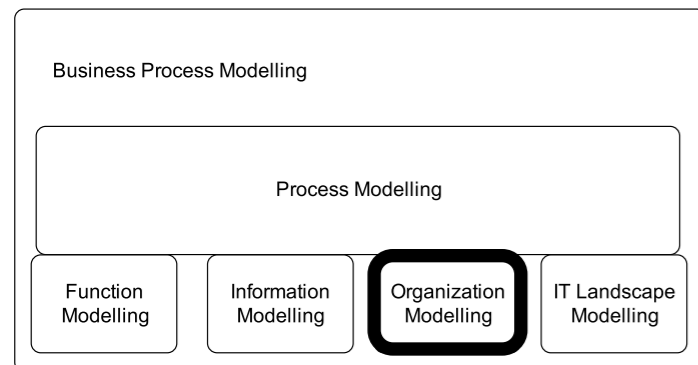 Business Process Modelling
Process Modelling
Function
Modelling
Information
Modelling
Organization
Modelling
IT Landscape
Modelling